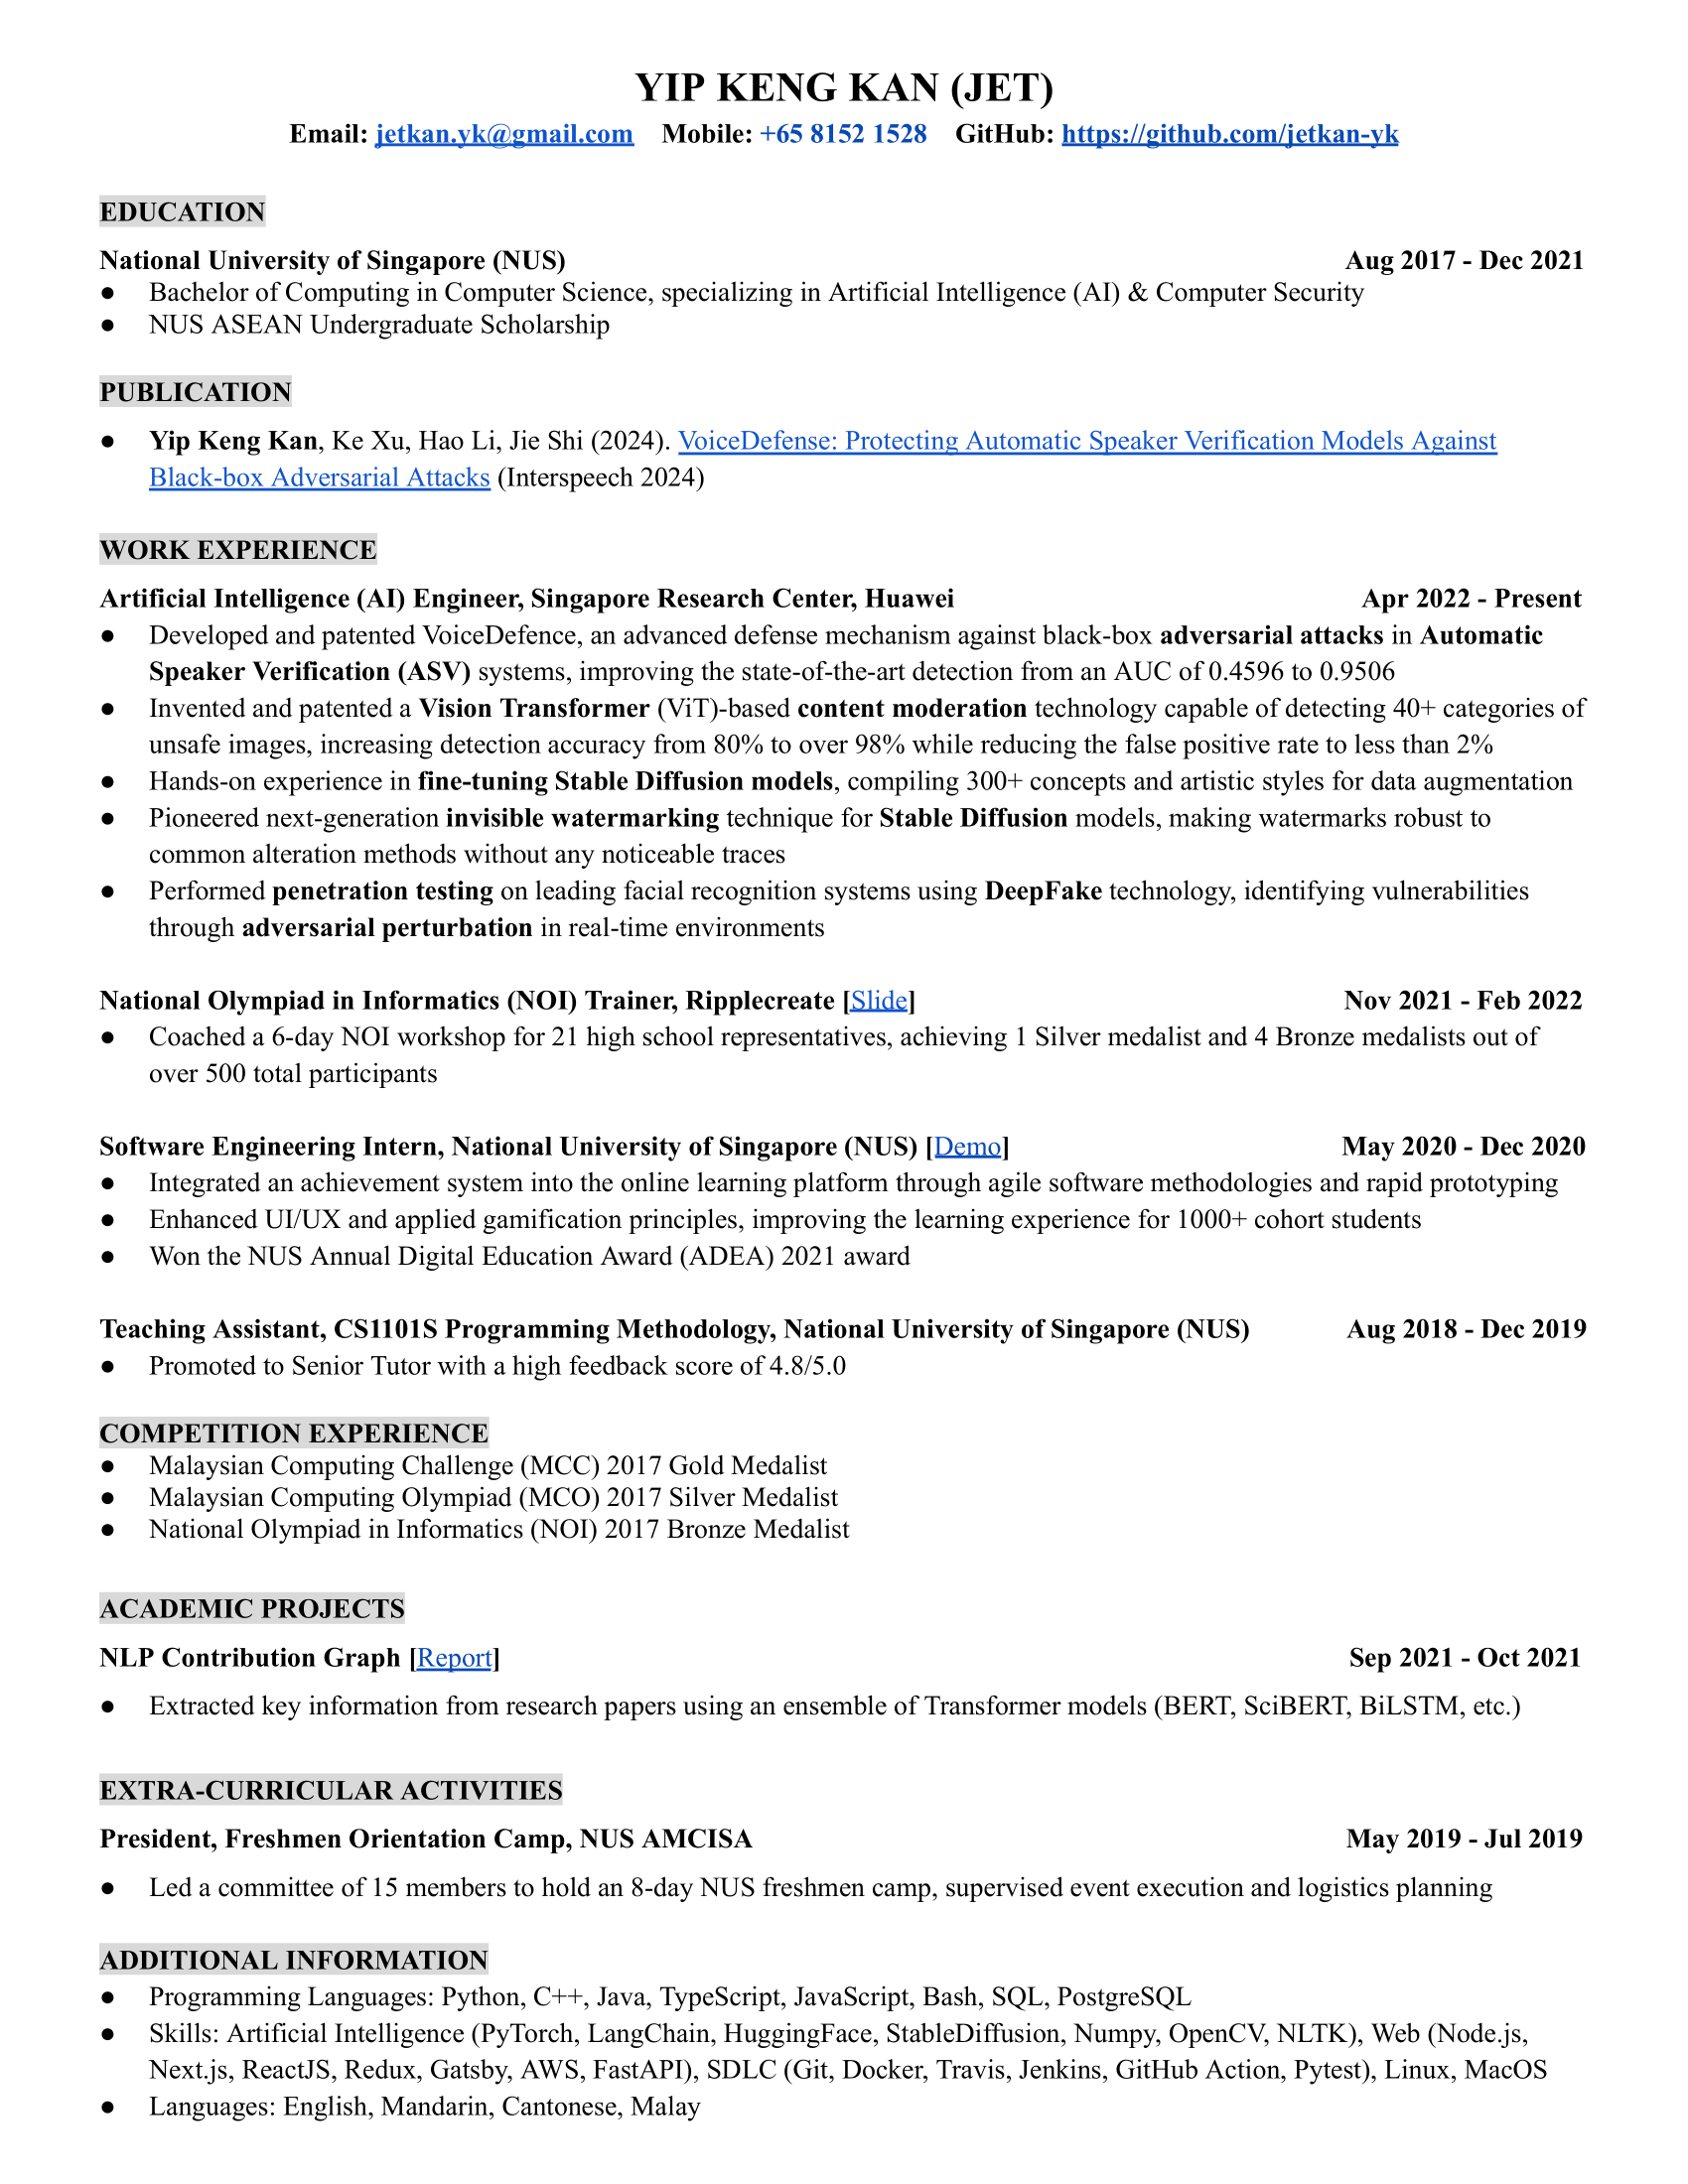 YIP KENG KAN (JET)
Email: jetkan.yk@gmail.com Mobile: +65 8152 1528 GitHub: https://github.com/jetkan-yk
EDUCATION
National University of Singapore (NUS) Aug 2017 - Dec 2021
● Bachelor of Computing in Computer Science, specializing in Artificial Intelligence (AI) & Computer Security
● NUS ASEAN Undergraduate Scholarship
PUBLICATION
● Yip Keng Kan, Ke Xu, Hao Li, Jie Shi (2024). VoiceDefense: Protecting Automatic Speaker Verification Models Against
Black-box Adversarial Attacks (Interspeech 2024)
WORK EXPERIENCE
Artificial Intelligence (AI) Engineer, Singapore Research Center, Huawei Apr 2022 - Present
● Developed and patented VoiceDefence, an advanced defense mechanism against black-box adversarial attacks in Automatic
Speaker Verification (ASV) systems, improving the state-of-the-art detection from an AUC of 0.4596 to 0.9506
● Invented and patented a Vision Transformer (ViT)-based content moderation technology capable of detecting 40+ categories of
unsafe images, increasing detection accuracy from 80% to over 98% while reducing the false positive rate to less than 2%
● Hands-on experience in fine-tuning Stable Diffusion models, compiling 300+ concepts and artistic styles for data augmentation
● Pioneered next-generation invisible watermarking technique for Stable Diffusion models, making watermarks robust to
common alteration methods without any noticeable traces
● Performed penetration testing on leading facial recognition systems using DeepFake technology, identifying vulnerabilities
through adversarial perturbation in real-time environments
National Olympiad in Informatics (NOI) Trainer, Ripplecreate [Slide] Nov 2021 - Feb 2022
● Coached a 6-day NOI workshop for 21 high school representatives, achieving 1 Silver medalist and 4 Bronze medalists out of
over 500 total participants
Software Engineering Intern, National University of Singapore (NUS) [Demo] May 2020 - Dec 2020
● Integrated an achievement system into the online learning platform through agile software methodologies and rapid prototyping
● Enhanced UI/UX and applied gamification principles, improving the learning experience for 1000+ cohort students
● Won the NUS Annual Digital Education Award (ADEA) 2021 award
Teaching Assistant, CS1101S Programming Methodology, National University of Singapore (NUS) Aug 2018 - Dec 2019
● Promoted to Senior Tutor with a high feedback score of 4.8/5.0
COMPETITION EXPERIENCE
● Malaysian Computing Challenge (MCC) 2017 Gold Medalist
● Malaysian Computing Olympiad (MCO) 2017 Silver Medalist
● National Olympiad in Informatics (NOI) 2017 Bronze Medalist
ACADEMIC PROJECTS
NLP Contribution Graph [Report] Sep 2021 - Oct 2021
● Extracted key information from research papers using an ensemble of Transformer models (BERT, SciBERT, BiLSTM, etc.)
EXTRA-CURRICULAR ACTIVITIES
President, Freshmen Orientation Camp, NUS AMCISA May 2019 - Jul 2019
● Led a committee of 15 members to hold an 8-day NUS freshmen camp, supervised event execution and logistics planning
ADDITIONAL INFORMATION
● Programming Languages: Python, C++, Java, TypeScript, JavaScript, Bash, SQL, PostgreSQL
● Skills: Artificial Intelligence (PyTorch, LangChain, HuggingFace, StableDiffusion, Numpy, OpenCV, NLTK), Web (Node.js,
Next.js, ReactJS, Redux, Gatsby, AWS, FastAPI), SDLC (Git, Docker, Travis, Jenkins, GitHub Action, Pytest), Linux, MacOS
● Languages: English, Mandarin, Cantonese, Malay